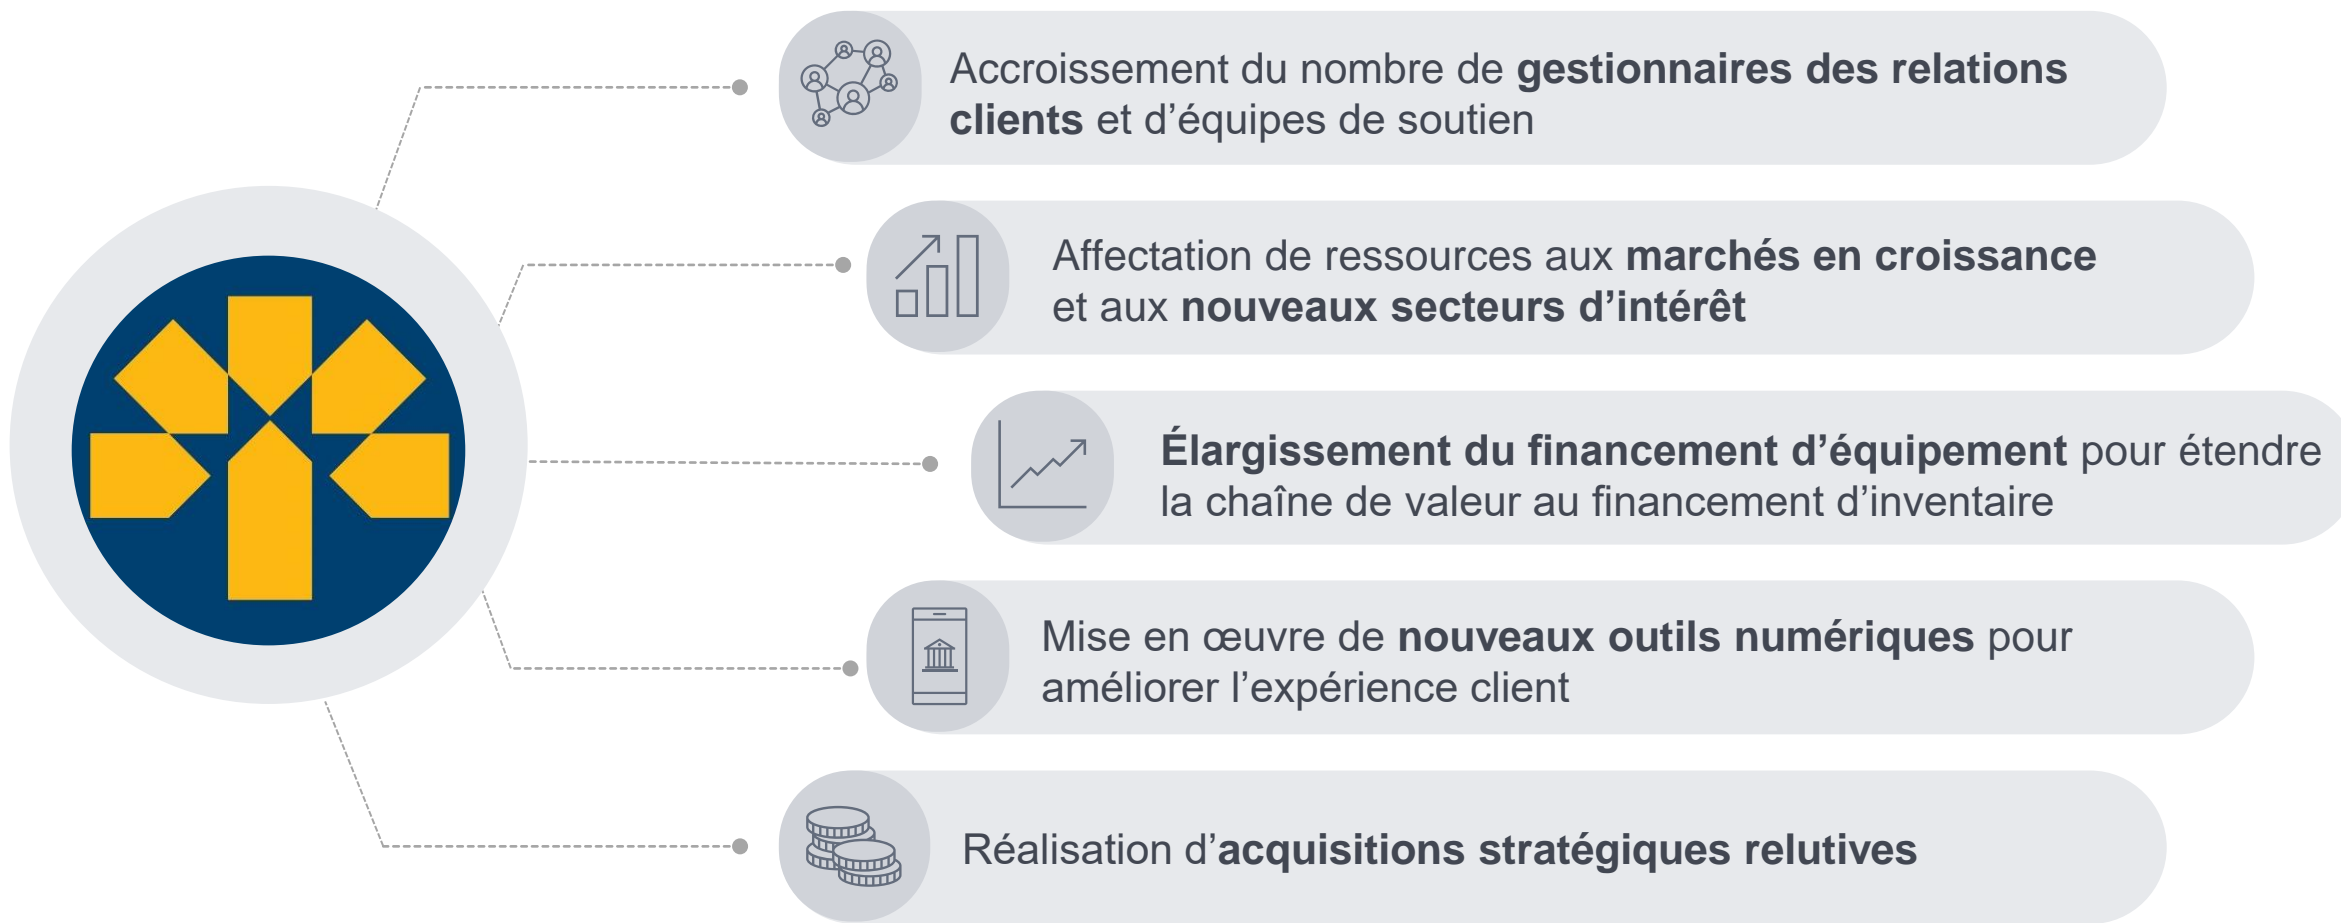 Accroissement du nombre de gestionnaires des relations
clients et d’équipes de soutien
Affectation de ressources aux marchés en croissance
et aux nouveaux secteurs d’intérêt
Élargissement du financement d’équipement pour étendre
la chaîne de valeur au financement d’inventaire
Mise en œuvre de nouveaux outils numériques pour
améliorer l’expérience client
Réalisation d’acquisitions stratégiques relutives